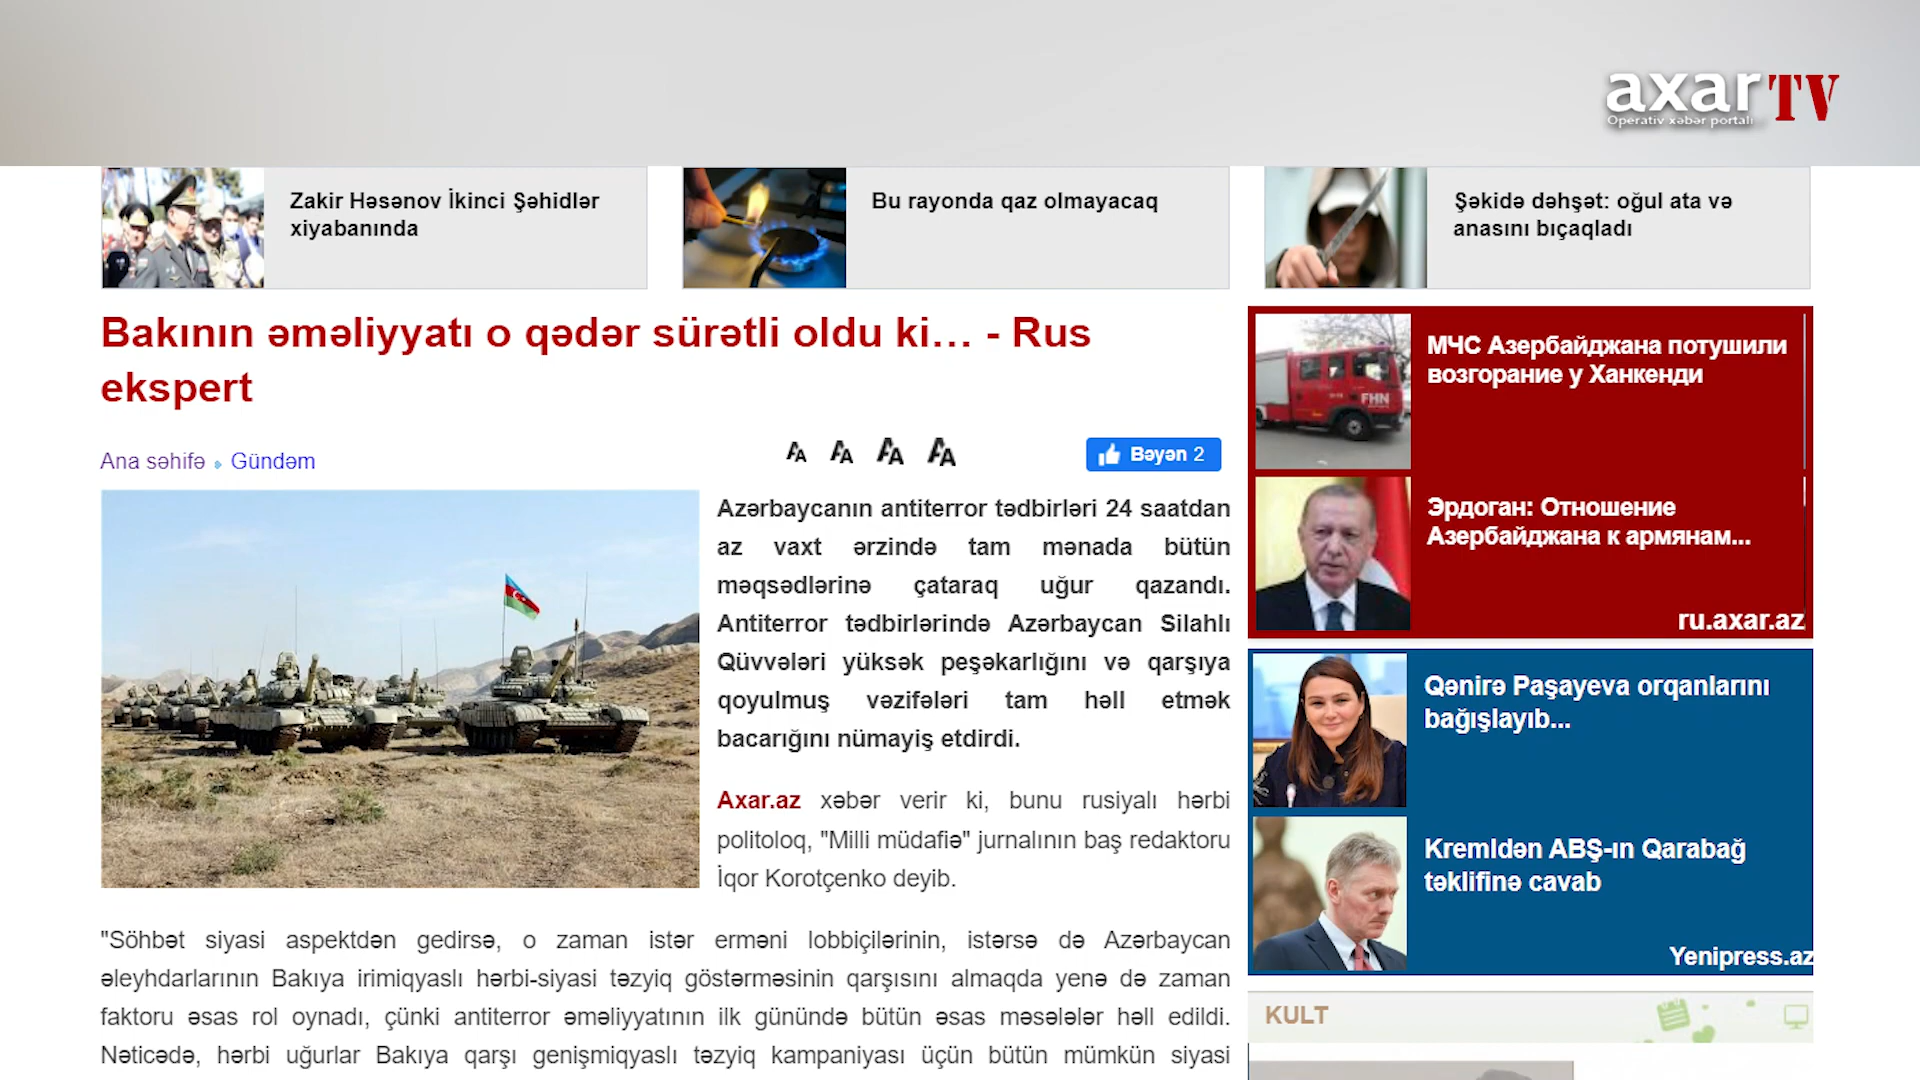 axar TV
Operativ xəbər portalı
Zakir Həsənov İkinci Şəhidlər
xiyabanında
Bu rayonda qaz olmayacaq
Şəkidə dəhşət: oğul ata və
anasını bıçaqladı
Bakının əməliyyatı o qədər sürətli oldu ki... - Rus
ekspert
Ana səhifə Gündəm
AA AA AA AA
Bəyən 2
Azərbaycanın antiterror tədbirləri 24 saatdan
az vaxt ərzində tam mənada bütün
məqsədlərinə çataraq uğur qazandı.
Antiterror tədbirlərində Azərbaycan Silahlı
Qüvvələri yüksək peşəkarlığını və qarşıya
qoyulmuş vəzifələri tam həll etmək
bacarığını nümayiş etdirdi.
Axar.az xəbər verir ki, bunu rusiyalı hərbi
politoloq, "Milli müdafiə" jurnalının baş redaktoru
İqor Korotçenko deyib.
"Söhbət siyasi aspektdən gedirsə, o zaman istər erməni lobbiçilərinin, istərsə də Azərbaycan
əleyhdarlarının Bakıya irimiqyaslı hərbi-siyasi təzyiq göstərməsinin qarşısını almaqda yenə də zaman
faktoru əsas rol oynadı, çünki antiterror əməliyyatının ilk günündə bütün əsas məsələlər həll edildi.
Nəticədə, hərbi uğurlar Bakıya qarşı genişmiqyaslı təzyiq kampaniyası üçün bütün mümkün siyasi
FHN
МЧС Азербайджана потушили
возгорание у Ханкенди
Эрдоган: Отношение
Азербайджана к армянам...
ru.axar.az
Qənirə Paşayeva orqanlarını
bağışlayıb...
Kremldən ABŞ-ın Qarabağ
təklifinə cavab
Yenipress.az
KULT